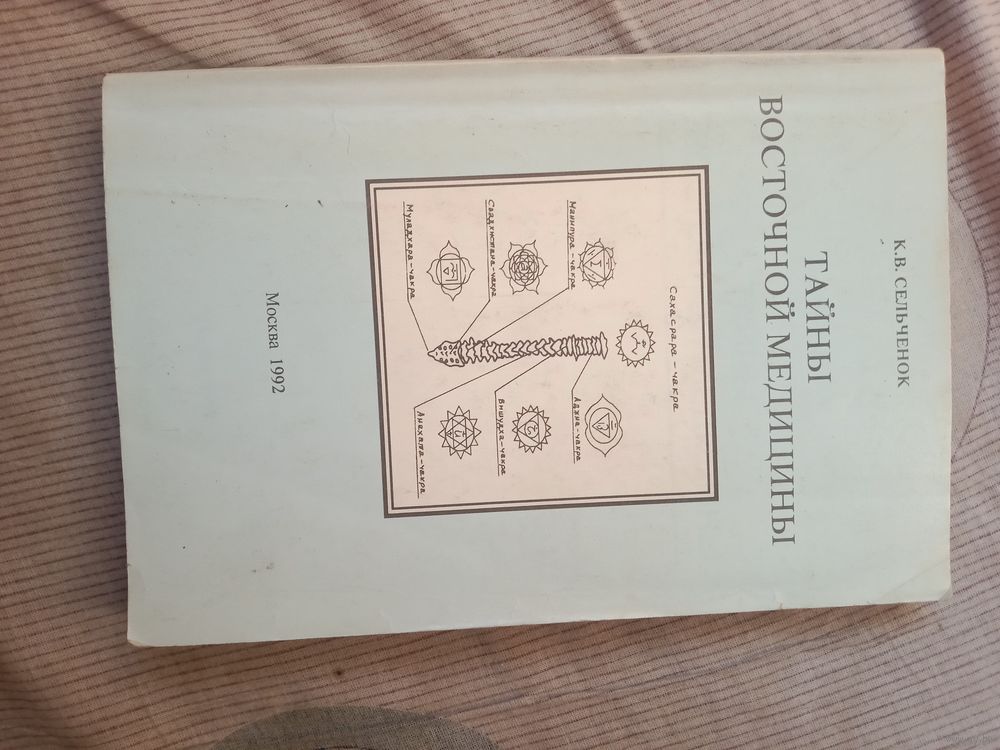 К.В. СЕЛЬЧЕНОК
ТАЙНЫ
ВОСТОЧНОЙ МЕДИЦИНЫ
Сахасрара - чакра
Манипура - чакра
Аджна - чакра
Свадхистана - чакра
Вишудха - чакра
Муладхара - чакра
Анахата - чакра
Москва 1992